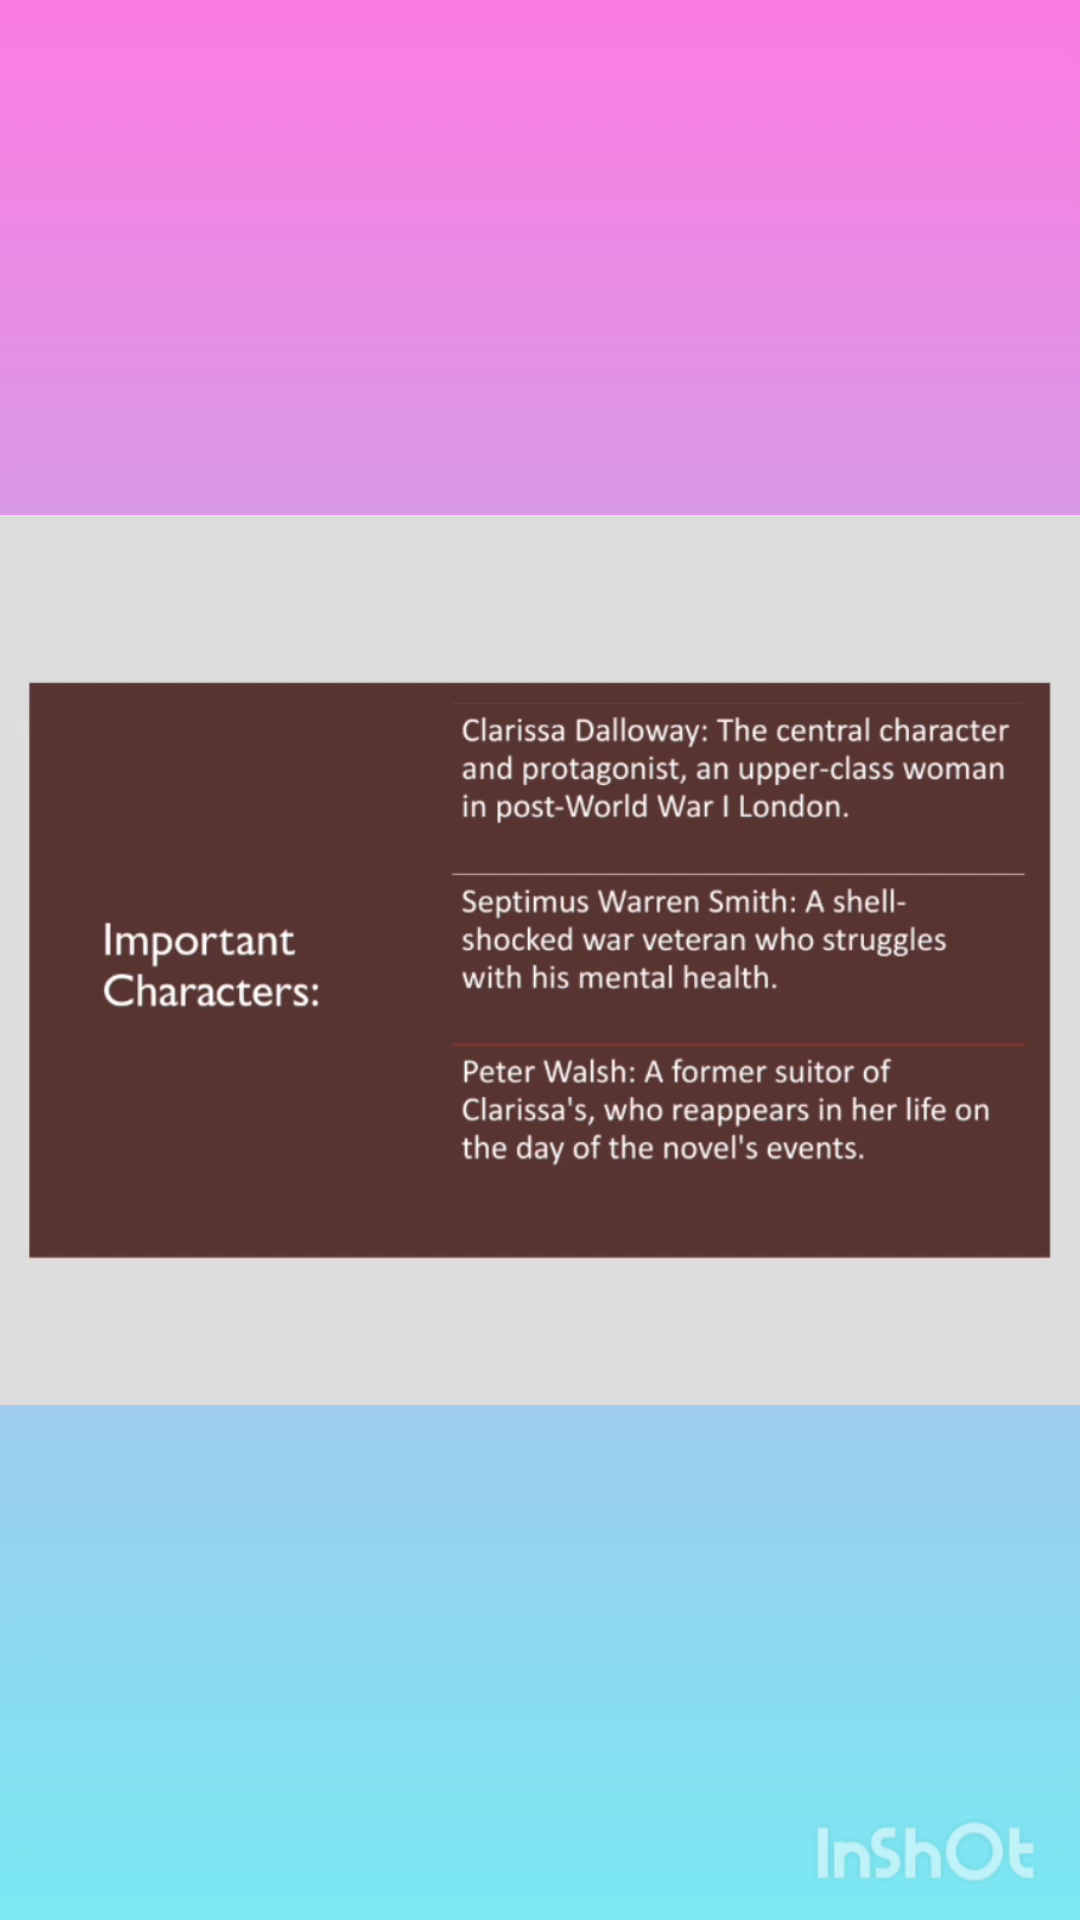 Important
Characters:
Clarissa Dalloway: The central character
and protagonist, an upper-class woman
in post-World War I London.
Septimus Warren Smith: A shell-
shocked war veteran who struggles
with his mental health.
Peter Walsh: A former suitor of
Clarissa's, who reappears in her life on
the day of the novel's events.
InShOt